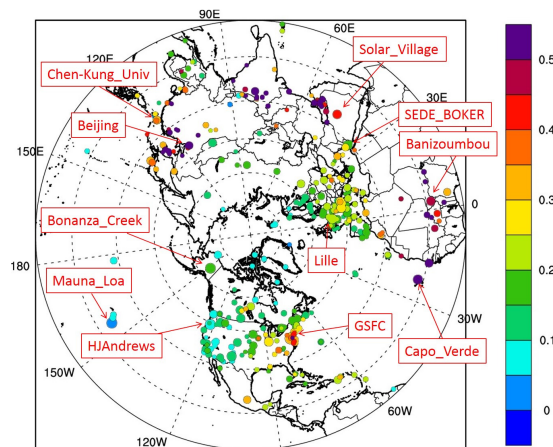 90E
60E
Solar_Village
120E
Chen-Kung_Univ
30E
SEDE_BOKER
Beijing
Banizoumbou
150E
0
Bonanza_Creek
Lille
180
Mauna_Loa
GSFC
HJAndrews
30W
Capo_Verde
150W
60W
120W
0.5
0.4
0.3
0.2
0.1
0